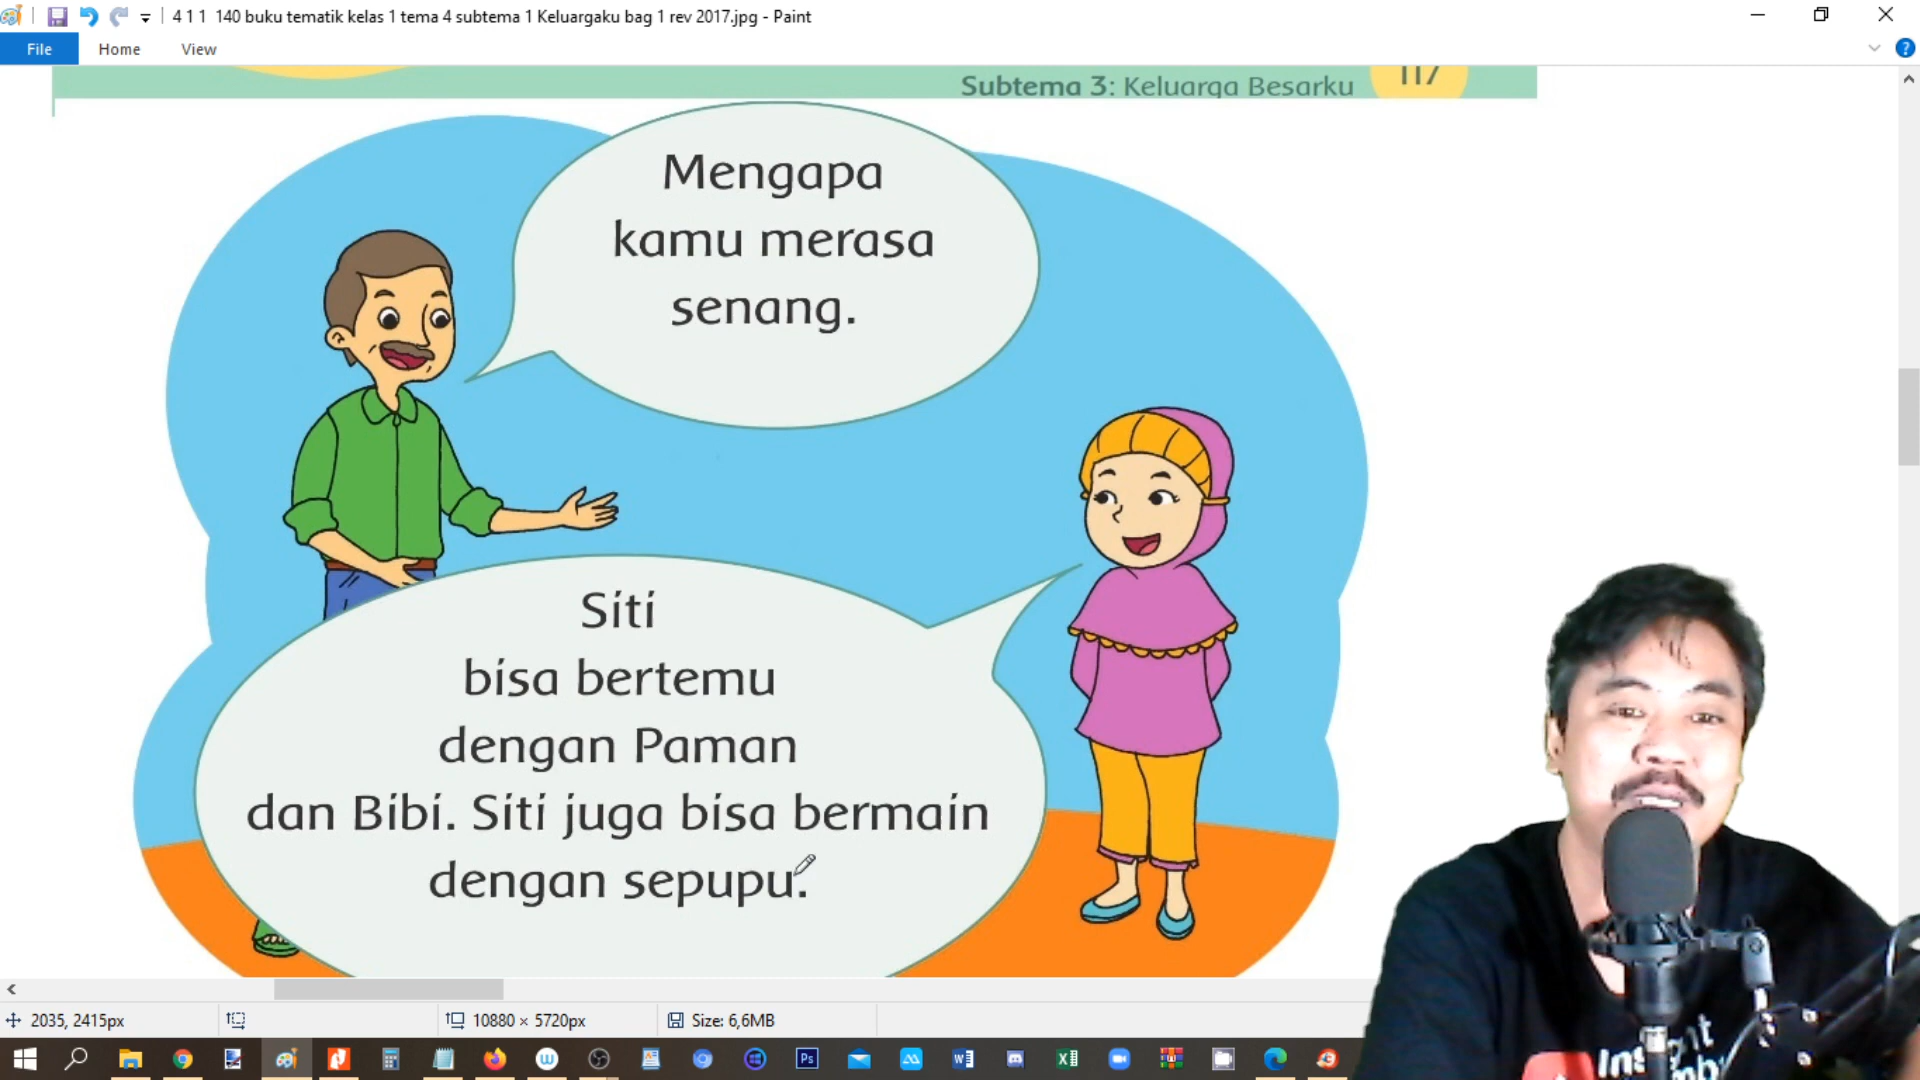 4 1 1  140 buku tematik kelas 1 tema 4 subtema 1 Keluargaku bag 1 rev 2017.jpg - Paint
File Home View
Subtema 3: Keluarga Besarku 117
Mengapa
kamu merasa
senang.
Siti
bisa bertemu
dengan Paman
dan Bibi. Siti juga bisa bermain
dengan sepupu.
2035, 2415px 10880 × 5720px Size: 6,6MB
Ps